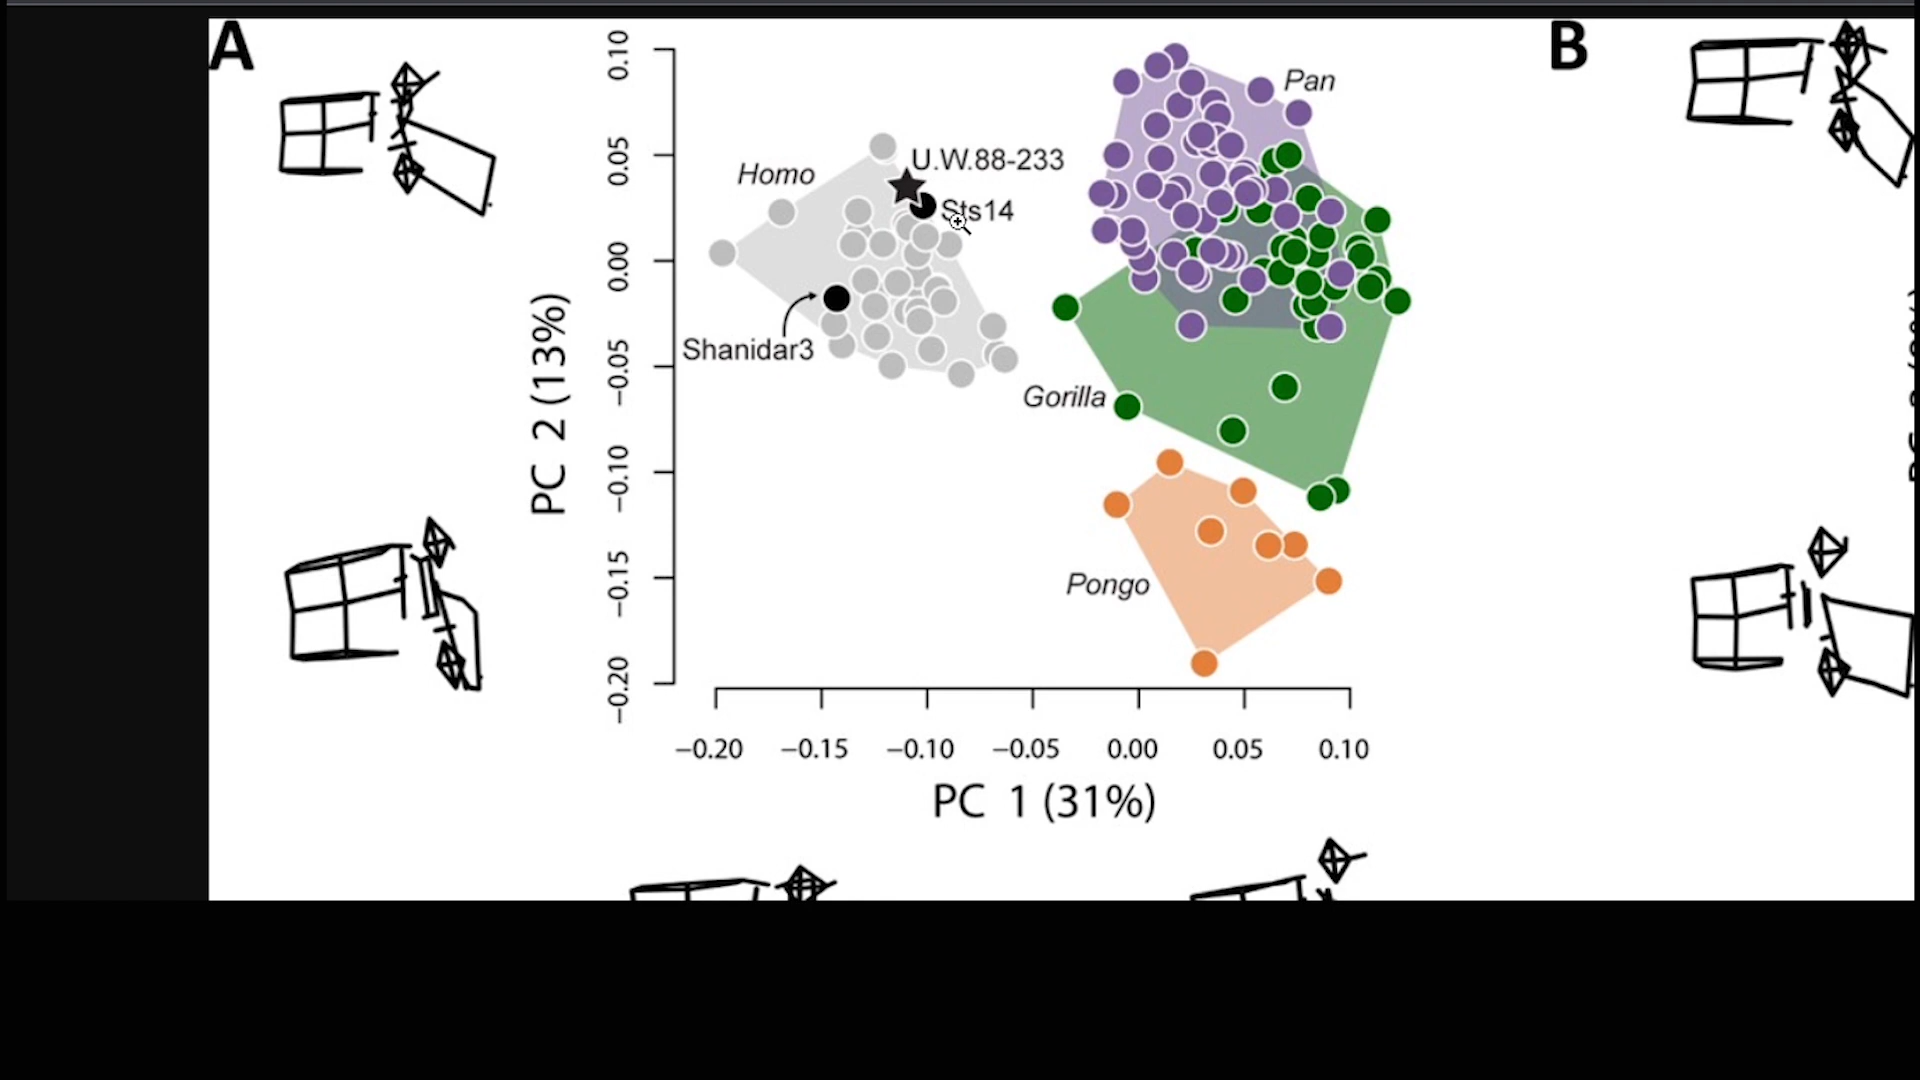 A
B
0.10
0.05
0.00
−0.05
−0.10
−0.15
−0.20
PC 2 (13%)
Pan
Homo
U.W.88-233
Sts14
Shanidar3
Gorilla
Pongo
−0.20 −0.15 −0.10 −0.05 0.00 0.05 0.10
PC 1 (31%)